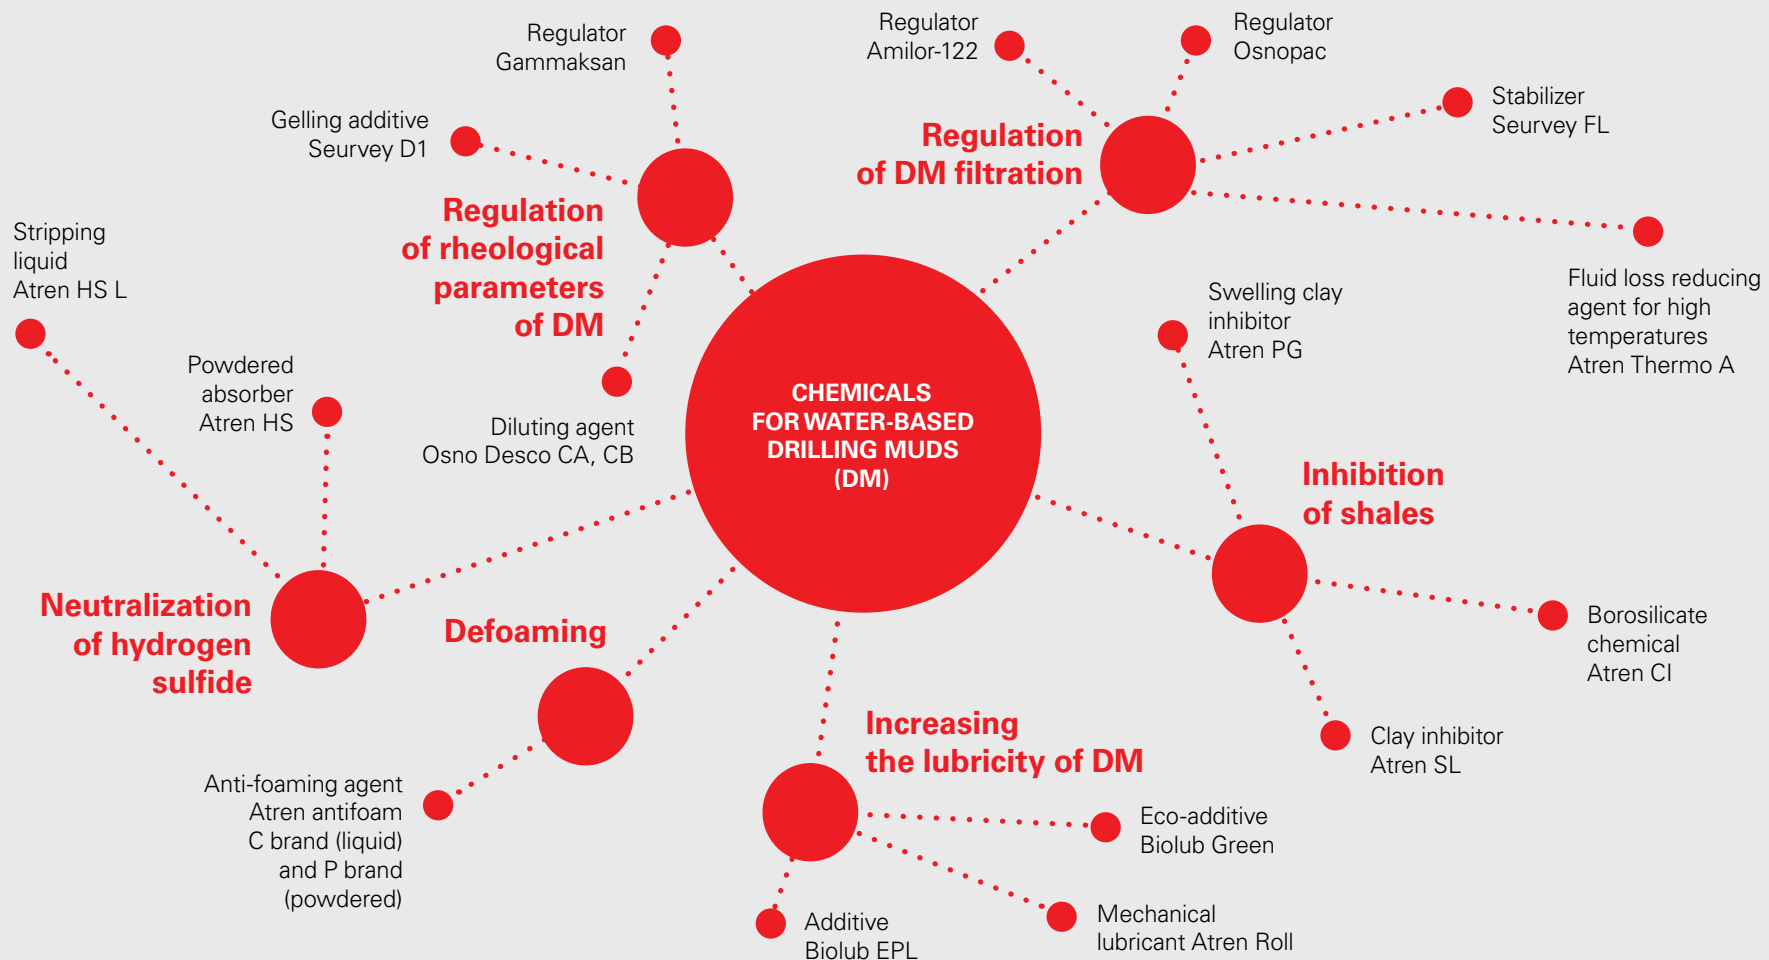 Regulator
Gammaksan
Gelling additive
Seurvey D1
Regulation
of rheological
parameters
of DM
Diluting agent
Osno Desco CA, CB
Regulator
Amilor-122
Regulator
Osnopac
Stabilizer
Seurvey FL
Regulation
of DM filtration
Fluid loss reducing
agent for high
temperatures
Atren Thermo A
Stripping
liquid
Atren HS L
Powdered
absorber
Atren HS
Neutralization
of hydrogen
sulfide
CHEMICALS
FOR WATER-BASED
DRILLING MUDS
(DM)
Swelling clay
inhibitor
Atren PG
Inhibition
of shales
Borosilicate
chemical
Atren CI
Clay inhibitor
Atren SL
Defoaming
Anti-foaming agent
Atren antifoam
C brand (liquid)
and P brand
(powdered)
Increasing
the lubricity of DM
Eco-additive
Biolub Green
Mechanical
lubricant Atren Roll
Additive
Biolub EPL